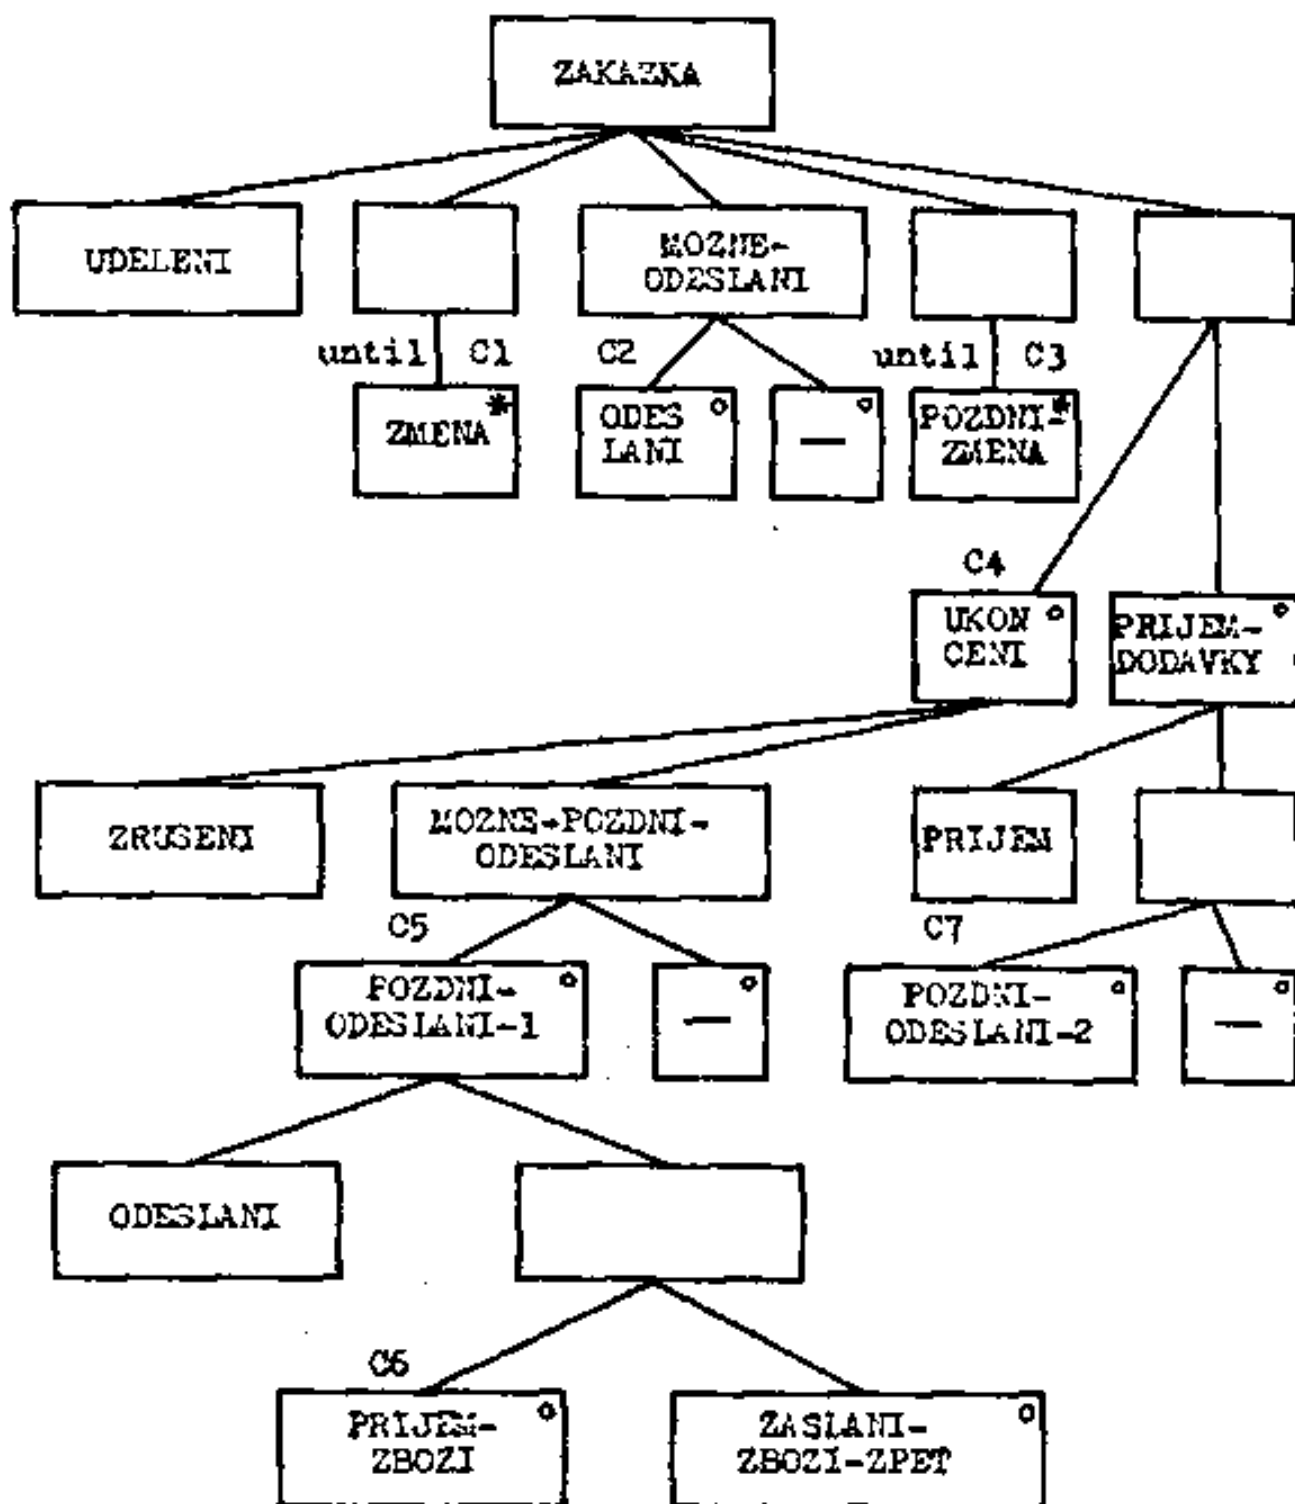 ZAKAZKA
UDELENI
MOZNE-
ODESLANI
until C1
C2
until C3
ZMENA *
ODES
LANI
—
POZDNI- *
ZMENA
C4
UKON
CENI
PRIJEM-
DODAVKY
ZRUSENI
MOZNE-POZDNI-
ODESLANI
PRIJEM
C5
C7
POZDNI-
ODESLANI-1
—
POZDNI-
ODESLANI-2
—
ODESLANI
C6
PRIJEM-
ZBOZI
ZASLANI-
ZBOZI-ZPET